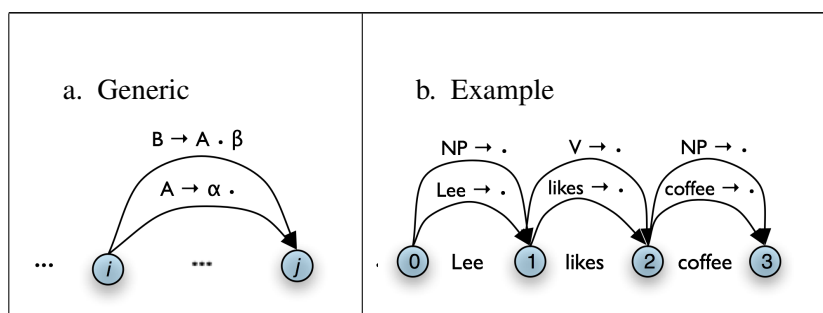 a. Generic
B → A • β
A → α •
... i ... j
b. Example
NP → • V → • NP → •
Lee → • likes → • coffee → •
0 Lee 1 likes 2 coffee 3